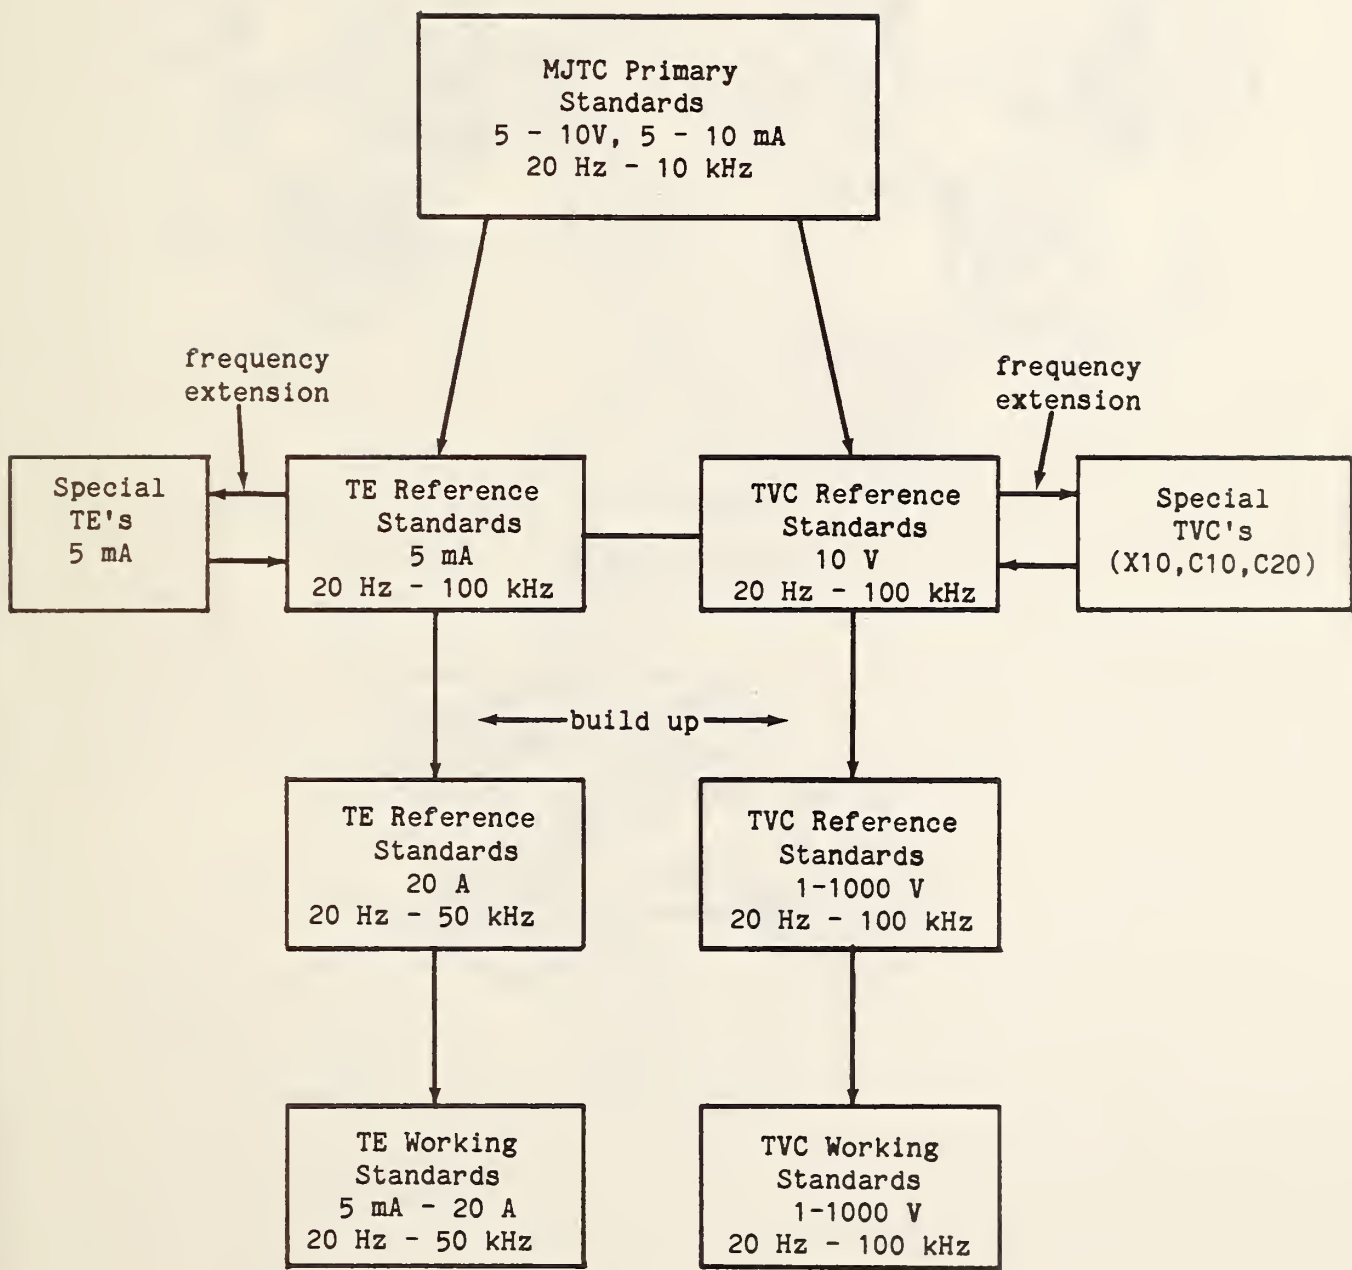 MJTC Primary
Standards
5 - 10V, 5 - 10 mA
20 Hz - 10 kHz
frequency
extension
frequency
extension
Special
TE's
5 mA
TE Reference
Standards
5 mA
20 Hz - 100 kHz
TVC Reference
Standards
10 V
20 Hz - 100 kHz
Special
TVC's
(X10,C10,C20)
build up
TE Reference
Standards
20 A
20 Hz - 50 kHz
TVC Reference
Standards
1-1000 V
20 Hz - 100 kHz
TE Working
Standards
5 mA - 20 A
20 Hz - 50 kHz
TVC Working
Standards
1-1000 V
20 Hz - 100 kHz